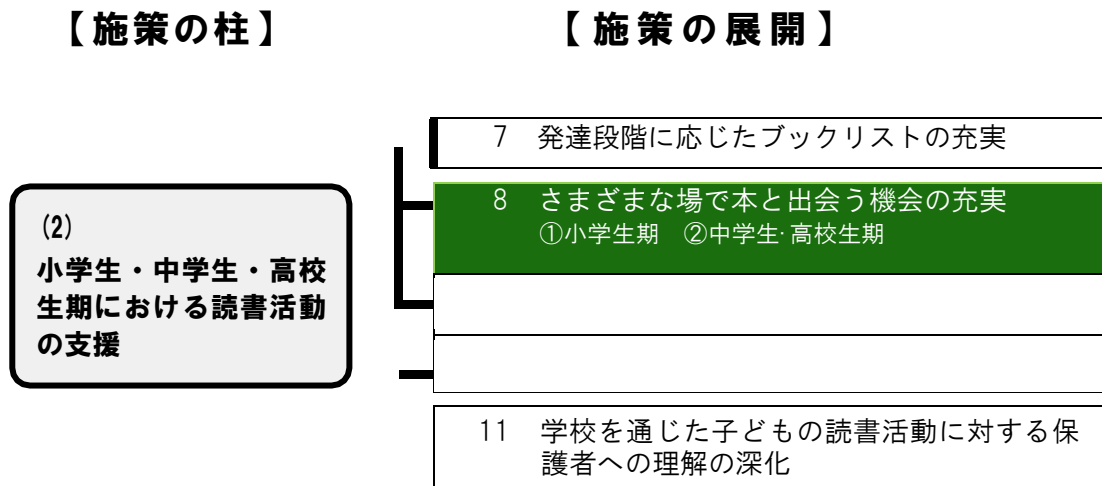 【施策の柱】
【施策の展開】
7 発達段階に応じたブックリストの充実
8 さまざまな場で本と出会う機会の充実
①小学生期 ②中学生・高校生期
(2)
小学生・中学生・高校
生期における読書活動
の支援
11 学校を通じた子どもの読書活動に対する保
護者への理解の深化